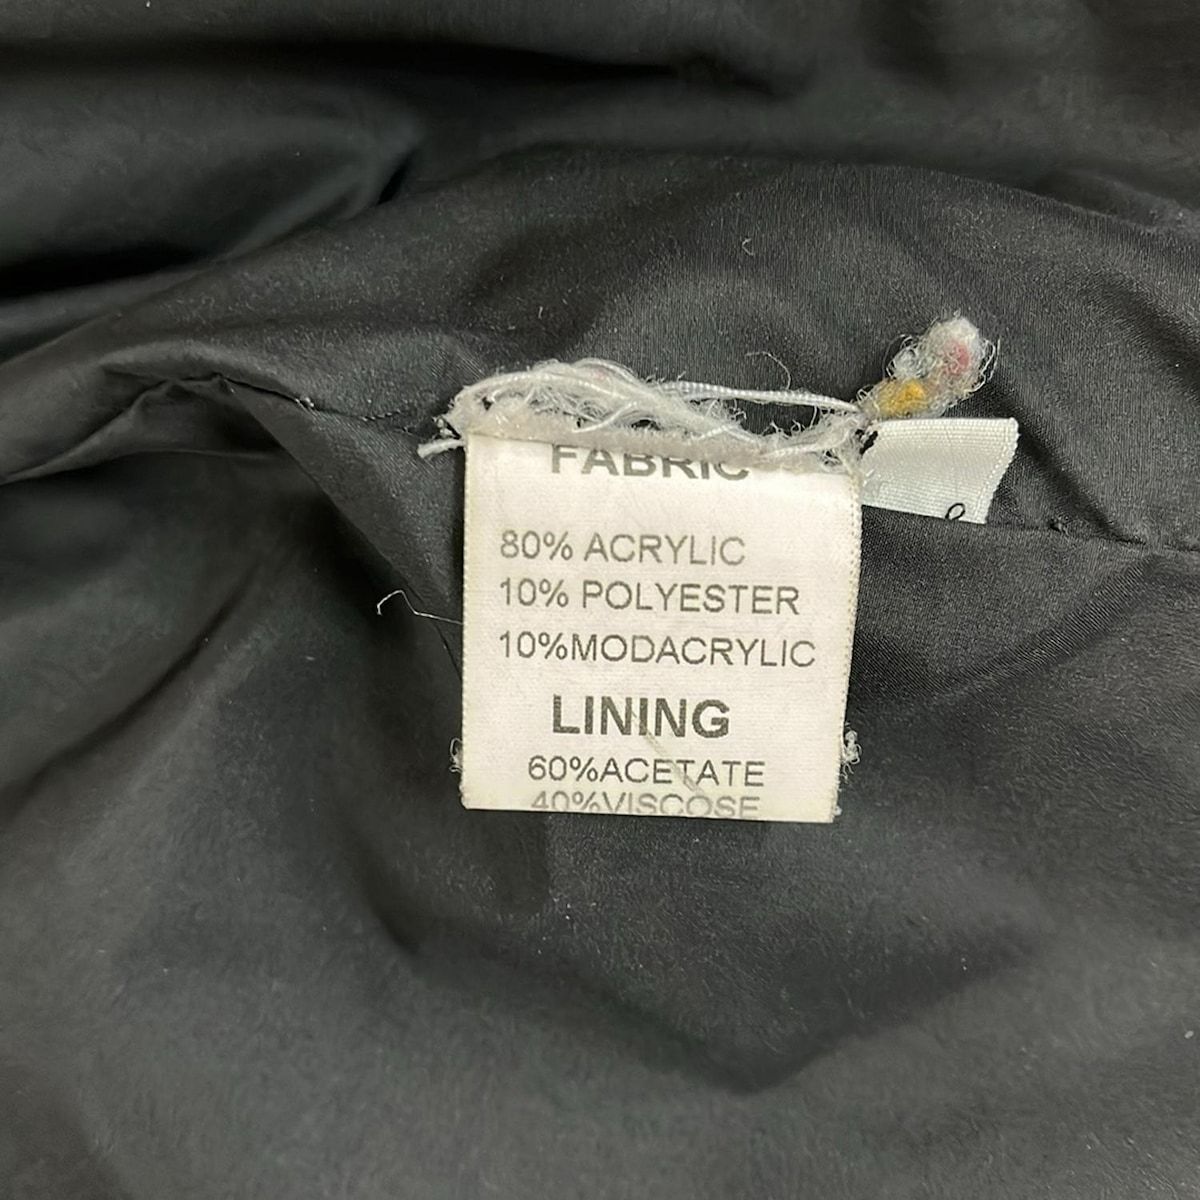 FABRIC
80% ACRYLIC
10% POLYESTER
10%MODACRYLIC
LINING
60%ACETATE
40%VISCOSE